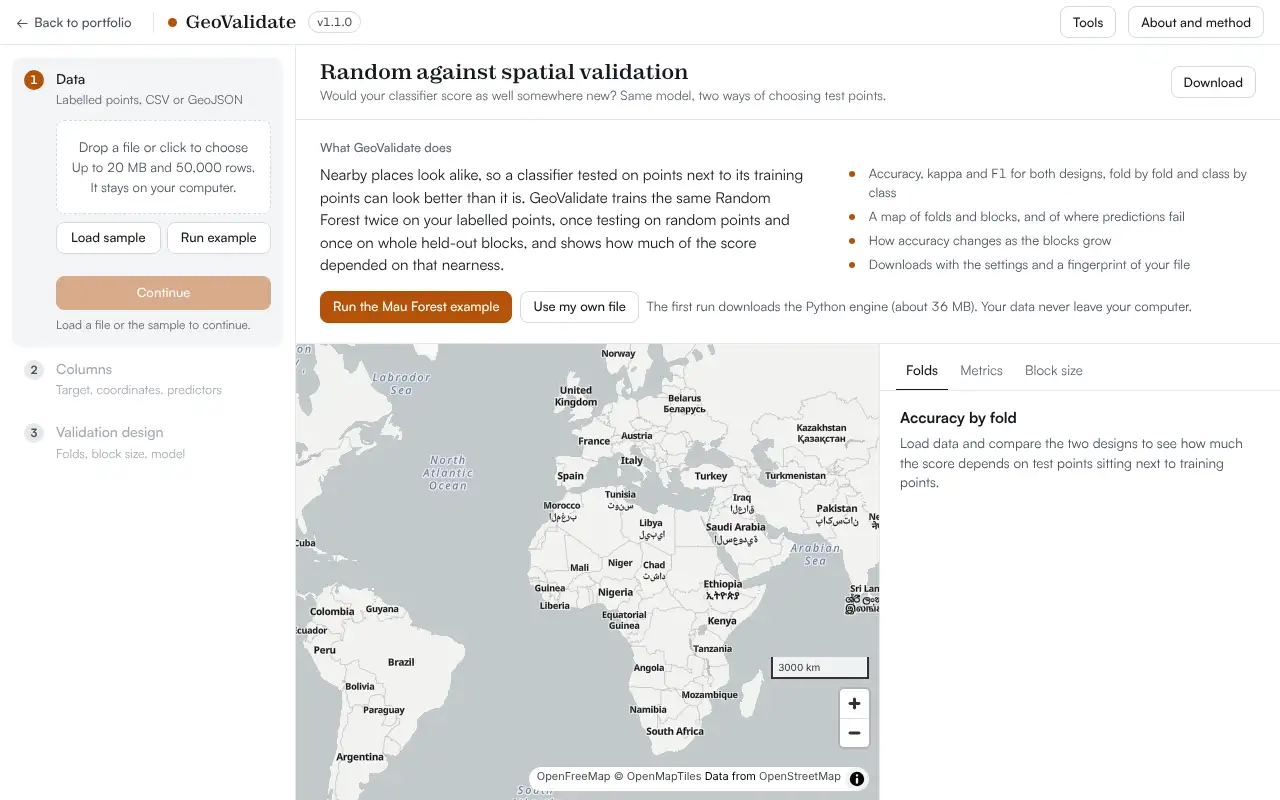 ← Back to portfolio
GeoValidate
v1.1.0
Tools
About and method
1
Data
Labelled points, CSV or GeoJSON
Drop a file or click to choose
Up to 20 MB and 50,000 rows.
It stays on your computer.
Load sample
Run example
Continue
Load a file or the sample to continue.
2
Columns
Target, coordinates, predictors
3
Validation design
Folds, block size, model
Random against spatial validation
Would your classifier score as well somewhere new? Same model, two ways of choosing test points.
Download
What GeoValidate does
Nearby places look alike, so a classifier tested on points next to its training
points can look better than it is. GeoValidate trains the same Random
Forest twice on your labelled points, once testing on random points and
once on whole held-out blocks, and shows how much of the score
depended on that nearness.
Accuracy, kappa and F1 for both designs, fold by fold and class by
class
A map of folds and blocks, and of where predictions fail
How accuracy changes as the blocks grow
Downloads with the settings and a fingerprint of your file
Run the Mau Forest example
Use my own file
The first run downloads the Python engine (about 36 MB). Your data never leave your computer.
Norway
Labrador
Sea
United
Kingdom
Belarus
Беларусь
Kazakhstan
Қазақстан
France
Austria
Italy
North
Atlantic
Ocean
Spain
Turkey
Turkmenistan
Tunisia
تونس
Iraq
العراق
Morocco
المغرب
Pakistan
پاکستان
Libya
ليبيا
Saudi Arabia
السعودية
Cuba
Arabian
Sea
Mali
Niger
Chad
تشاد
Guinea
Nigeria
Ethiopia
ኢትዮጵያ
Sri Lan
Liberia
Colombia
Guyana
Equatorial
Guinea
Kenya
cuador
Peru
Tanzania
Brazil
Angola
3000 km
Bolivia
Mozambique
Paraguay
Namibia
South Africa
Argentina
OpenFreeMap © OpenMapTiles Data from OpenStreetMap
Folds
Metrics
Block size
Accuracy by fold
Load data and compare the two designs to see how much
the score depends on test points sitting next to training
points.